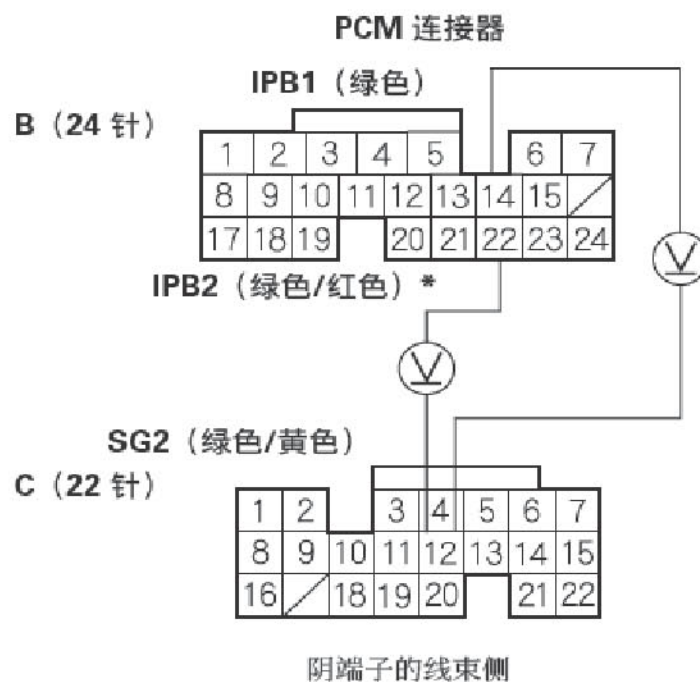 PCM 连接器
IPB1（绿色）
B（24 针）
1 2 3 4 5 6 7
8 9 10 11 12 13 14 15
17 18 19 20 21 22 23 24
V
IPB2（绿色/红色）*
V
SG2（绿色/黄色）
C（22 针）
1 2 3 4 5 6 7
8 9 10 11 12 13 14 15
16 18 19 20 21 22
阴端子的线束侧